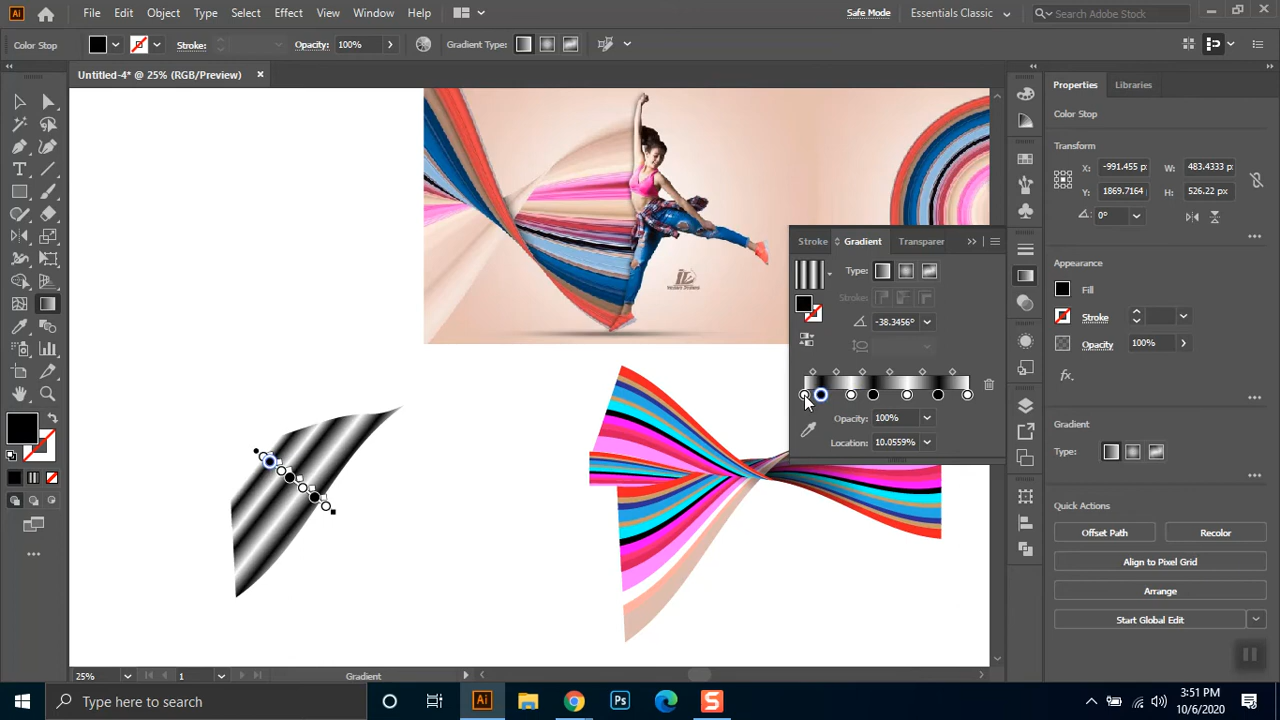 File Edit Object Type Select Effect View Window Help
Safe Mode Essentials Classic Search Adobe Stock
Color Stop Stroke: Opacity: 100% Gradient Type:
Untitled-4* @ 25% (RGB/Preview)
Properties Libraries
Color Stop
Transform
X: -991.455 p W: 483.4333 p
Y: 1869.7164 H: 526.22 px
0°
Stroke Gradient Transparer
Type:
Strokes
-38.3456°
Opacity: 100%
Location: 10.0559%
Appearance
Fill
Stroke
Opacity 100%
fx.
Gradient
Type:
Quick Actions
Offset Path Recolor
Align to Pixel Grid
Arrange
Start Global Edit
25% 1 Gradient
Type here to search
3:51 PM
10/6/2020